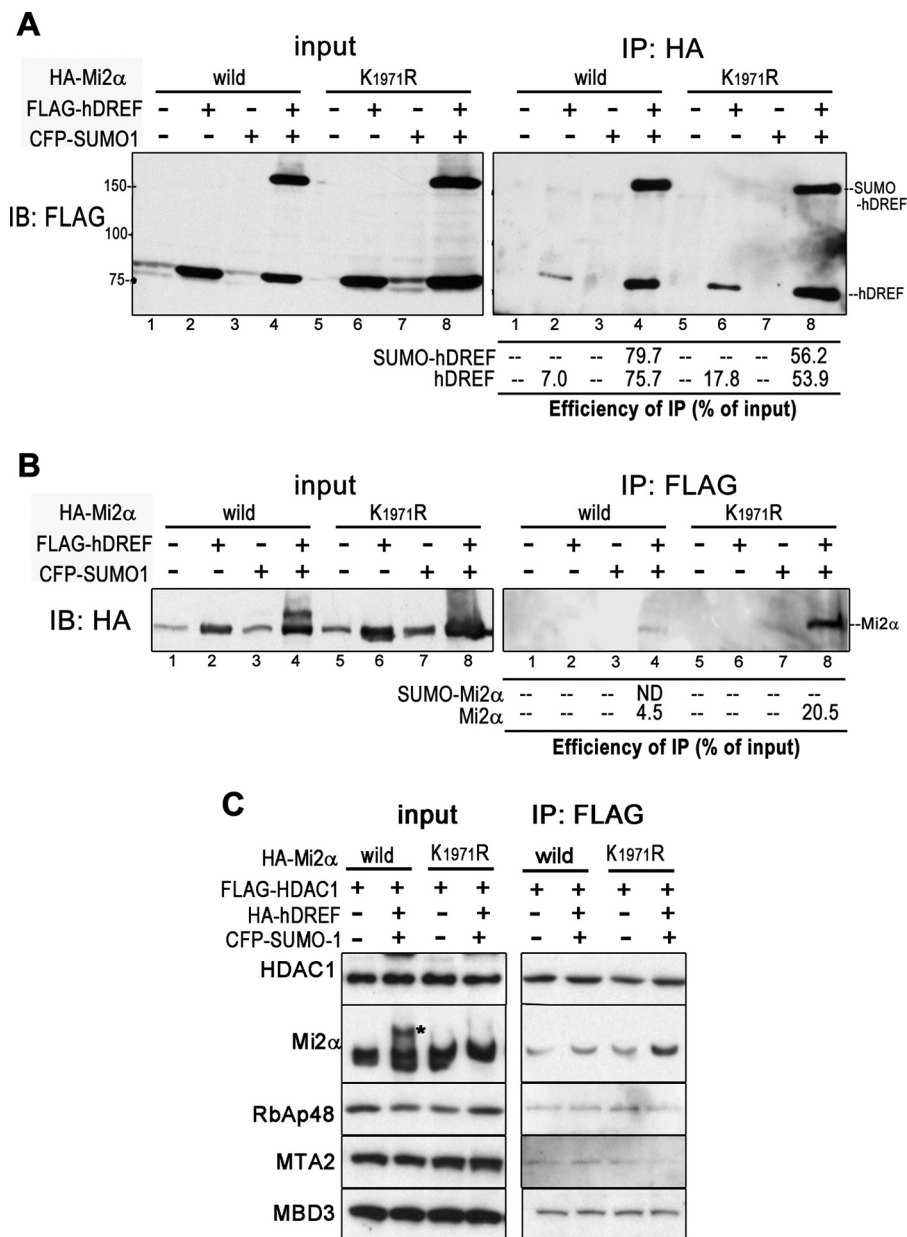 A
input IP: HA
HA-Mi2α wild K1971R wild K1971R
FLAG-hDREF - + - + - + - + - + - + - + - +
CFP-SUMO1 - - + + - - + + - - + + - - + +
IB: FLAG
150-
100-
75-
--SUMO
-hDREF
--hDREF
1 2 3 4 5 6 7 8 1 2 3 4 5 6 7 8
SUMO-hDREF -- -- -- 79.7 -- -- -- 56.2
hDREF -- 7.0 -- 75.7 -- 17.8 -- 53.9
Efficiency of IP (% of input)
B
input IP: FLAG
HA-Mi2α wild K1971R wild K1971R
FLAG-hDREF - + - + - + - + - + - + - + - +
CFP-SUMO1 - - + + - - + + - - + + - - + +
IB: HA --Mi2α
1 2 3 4 5 6 7 8 1 2 3 4 5 6 7 8
SUMO-Mi2α -- -- -- ND -- -- -- --
Mi2α -- -- -- 4.5 -- -- -- 20.5
Efficiency of IP (% of input)
C
input IP: FLAG
HA-Mi2α wild K1971R wild K1971R
FLAG-HDAC1 + + + + + + + +
HA-hDREF - + - + - + - +
CFP-SUMO-1 - + - + - + - +
HDAC1
Mi2α *
RbAp48
MTA2
MBD3